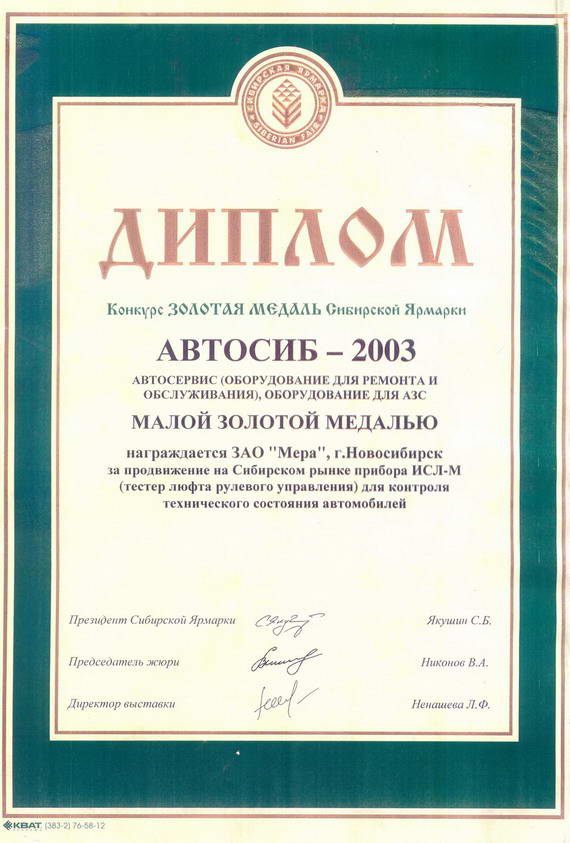 СИБИРСКАЯ ЯРМАРКА
SIBERIAN FAIR
ДИПЛОМ
Конкурс ЗОЛОТАЯ МЕДАЛЬ Сибирской Ярмарки
АВТОСИБ – 2003
АВТОСЕРВИС (ОБОРУДОВАНИЕ ДЛЯ РЕМОНТА И
ОБСЛУЖИВАНИЯ), ОБОРУДОВАНИЕ ДЛЯ АЗС
МАЛОЙ ЗОЛОТОЙ МЕДАЛЬЮ
награждается ЗАО "Мера", г.Новосибирск
за продвижение на Сибирском рынке прибора ИСЛ-М
(тестер люфта рулевого управления) для контроля
технического состояния автомобилей
Президент Сибирской Ярмарки Якушин С.Б.
Председатель жюри Никонов В.А.
Директор выставки Ненашева Л.Ф.
КВАТ (383-2) 76-58-12